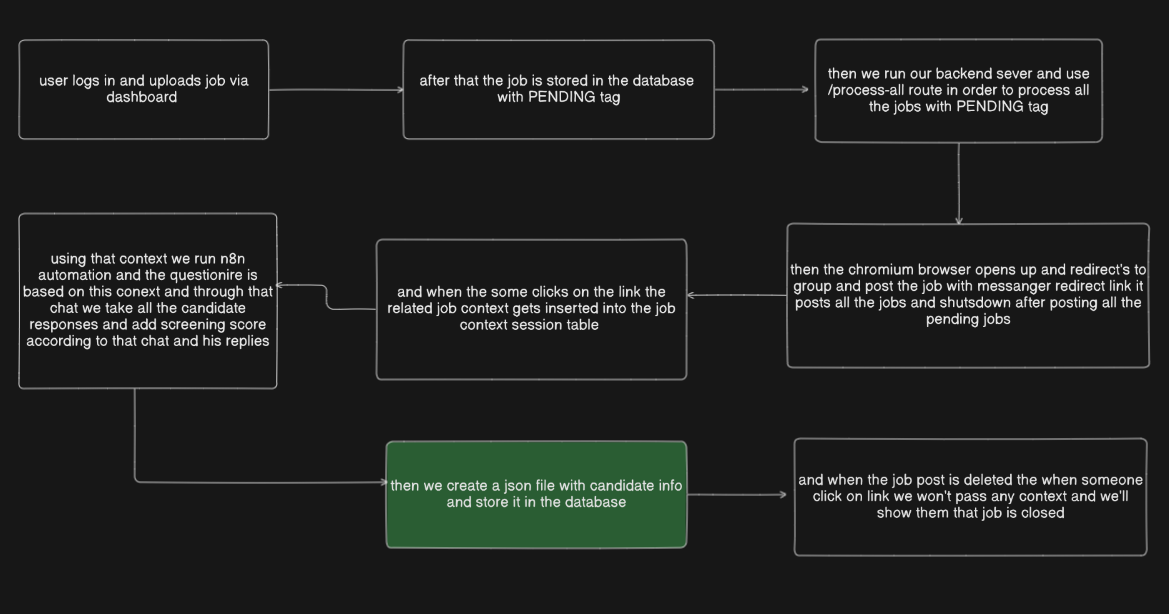 user logs in and uploads job via
dashboard
after that the job is stored in the database
with PENDING tag
then we run our backend sever and use
/process-all route in order to process all
the jobs with PENDING tag
then the chromium browser opens up and redirect's to
group and post the job with messanger redirect link it
posts all the jobs and shutsdown after posting all the
pending jobs
and when the some clicks on the link the
related job context gets inserted into the job
context session table
using that context we run n8n
automation and the questionire is
based on this conext and through that
chat we take all the candidate
responses and add screening score
according to that chat and his replies
then we create a json file with candidate info
and store it in the database
and when the job post is deleted the when someone
click on link we won't pass any context and we'll
show them that job is closed